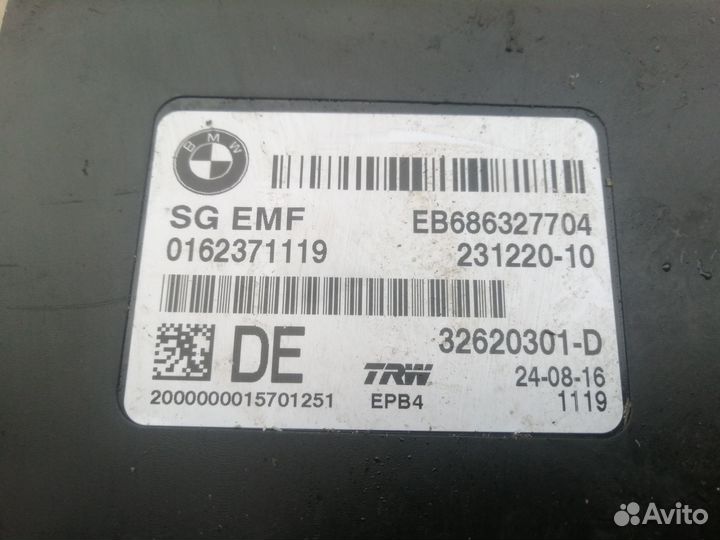 BMW
SG EMF EB686327704
0162371119 231220-10
DE 32620301-D
TRW 24-08-16
2000000015701251 EPB4 1119
Avito